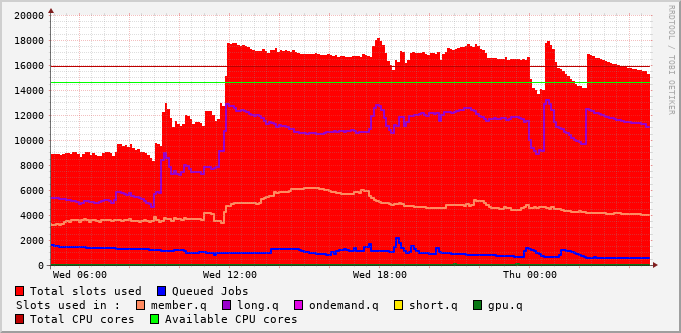 20000
18000
16000
14000
12000
10000
8000
6000
4000
2000
0
Wed 06:00 Wed 12:00 Wed 18:00 Thu 00:00
RRDTOOL / TOBI OETIKER
Total slots used Queued Jobs
Slots used in : member.q long.q ondemand.q short.q gpu.q
Total CPU cores Available CPU cores